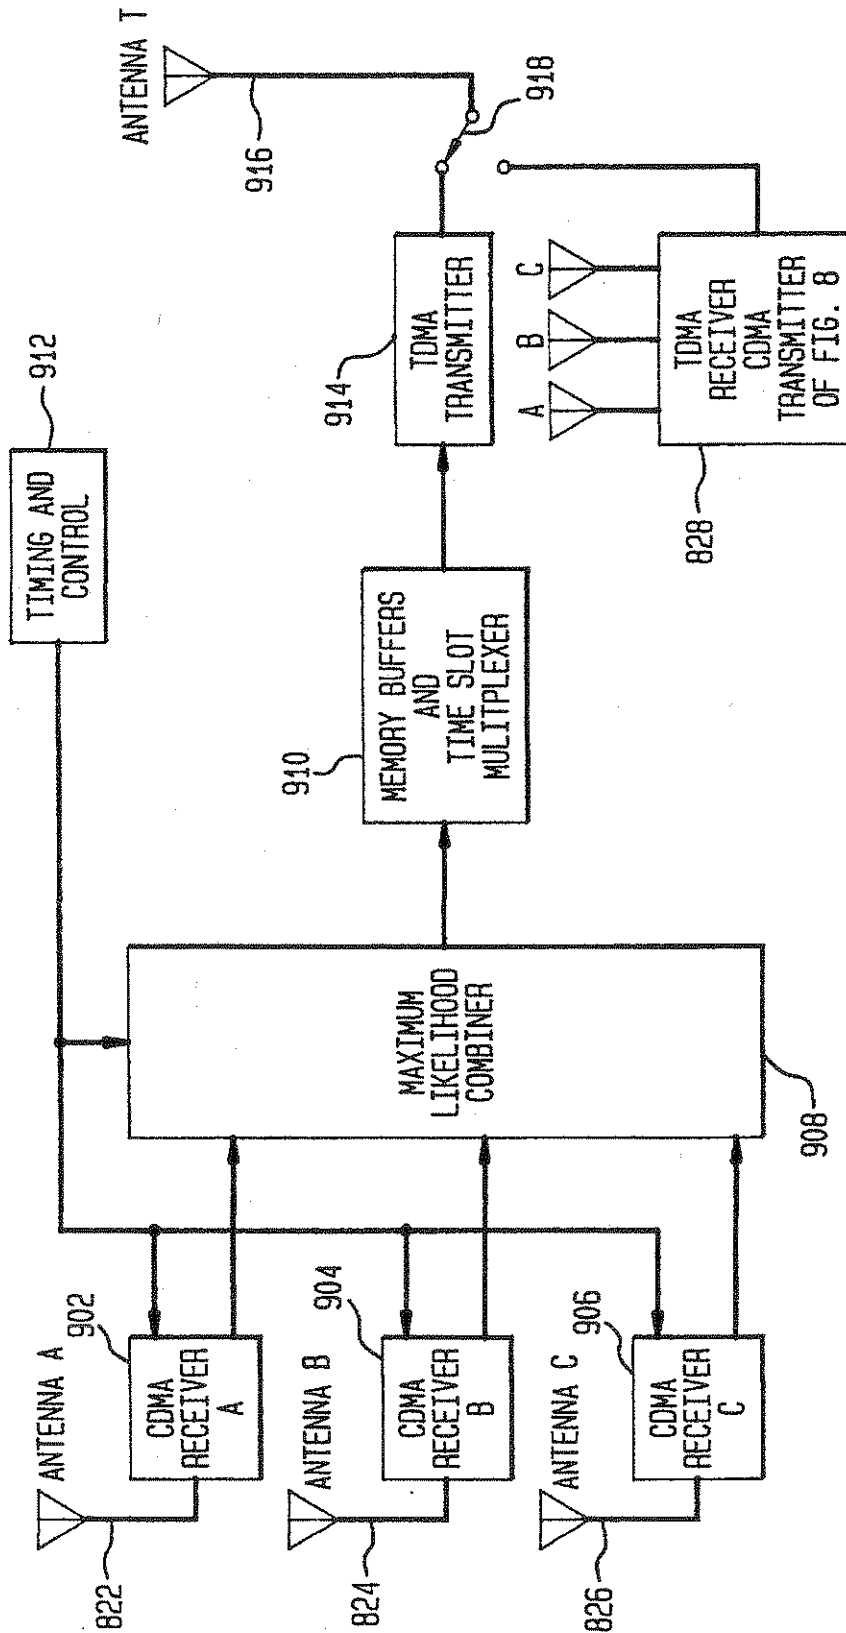 ANTENNA A
822
902
CDMA
RECEIVER
A
ANTENNA B
824
904
CDMA
RECEIVER
B
ANTENNA C
826
906
CDMA
RECEIVER
C
MAXIMUM
LIKELIHOOD
COMBINER
908
TIMING AND
CONTROL
912
910
MEMORY BUFFERS
AND
TIME SLOT
MULITPLEXER
914
TDMA
TRANSMITTER
ANTENNA T
916
918
A
B
C
828
TDMA
RECEIVER
CDMA
TRANSMITTER
OF FIG. 8